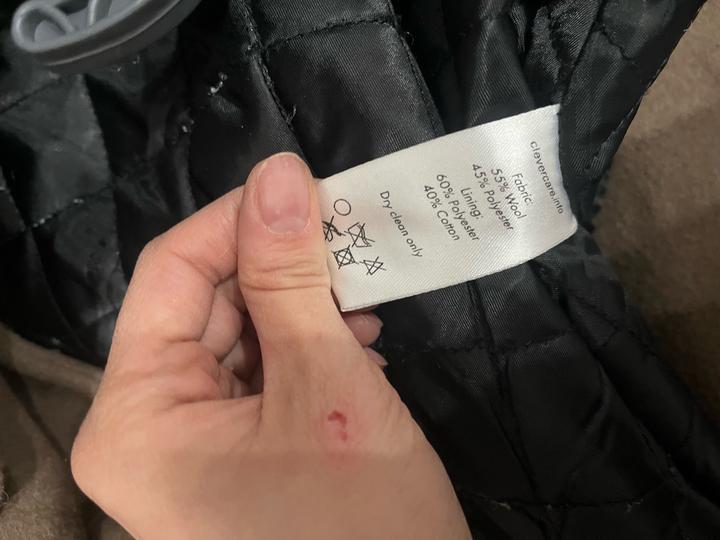 clevercare.info
Fabric:
55% Wool
45% Polyester
Lining:
60% Polyester
40% Cotton
Dry clean only